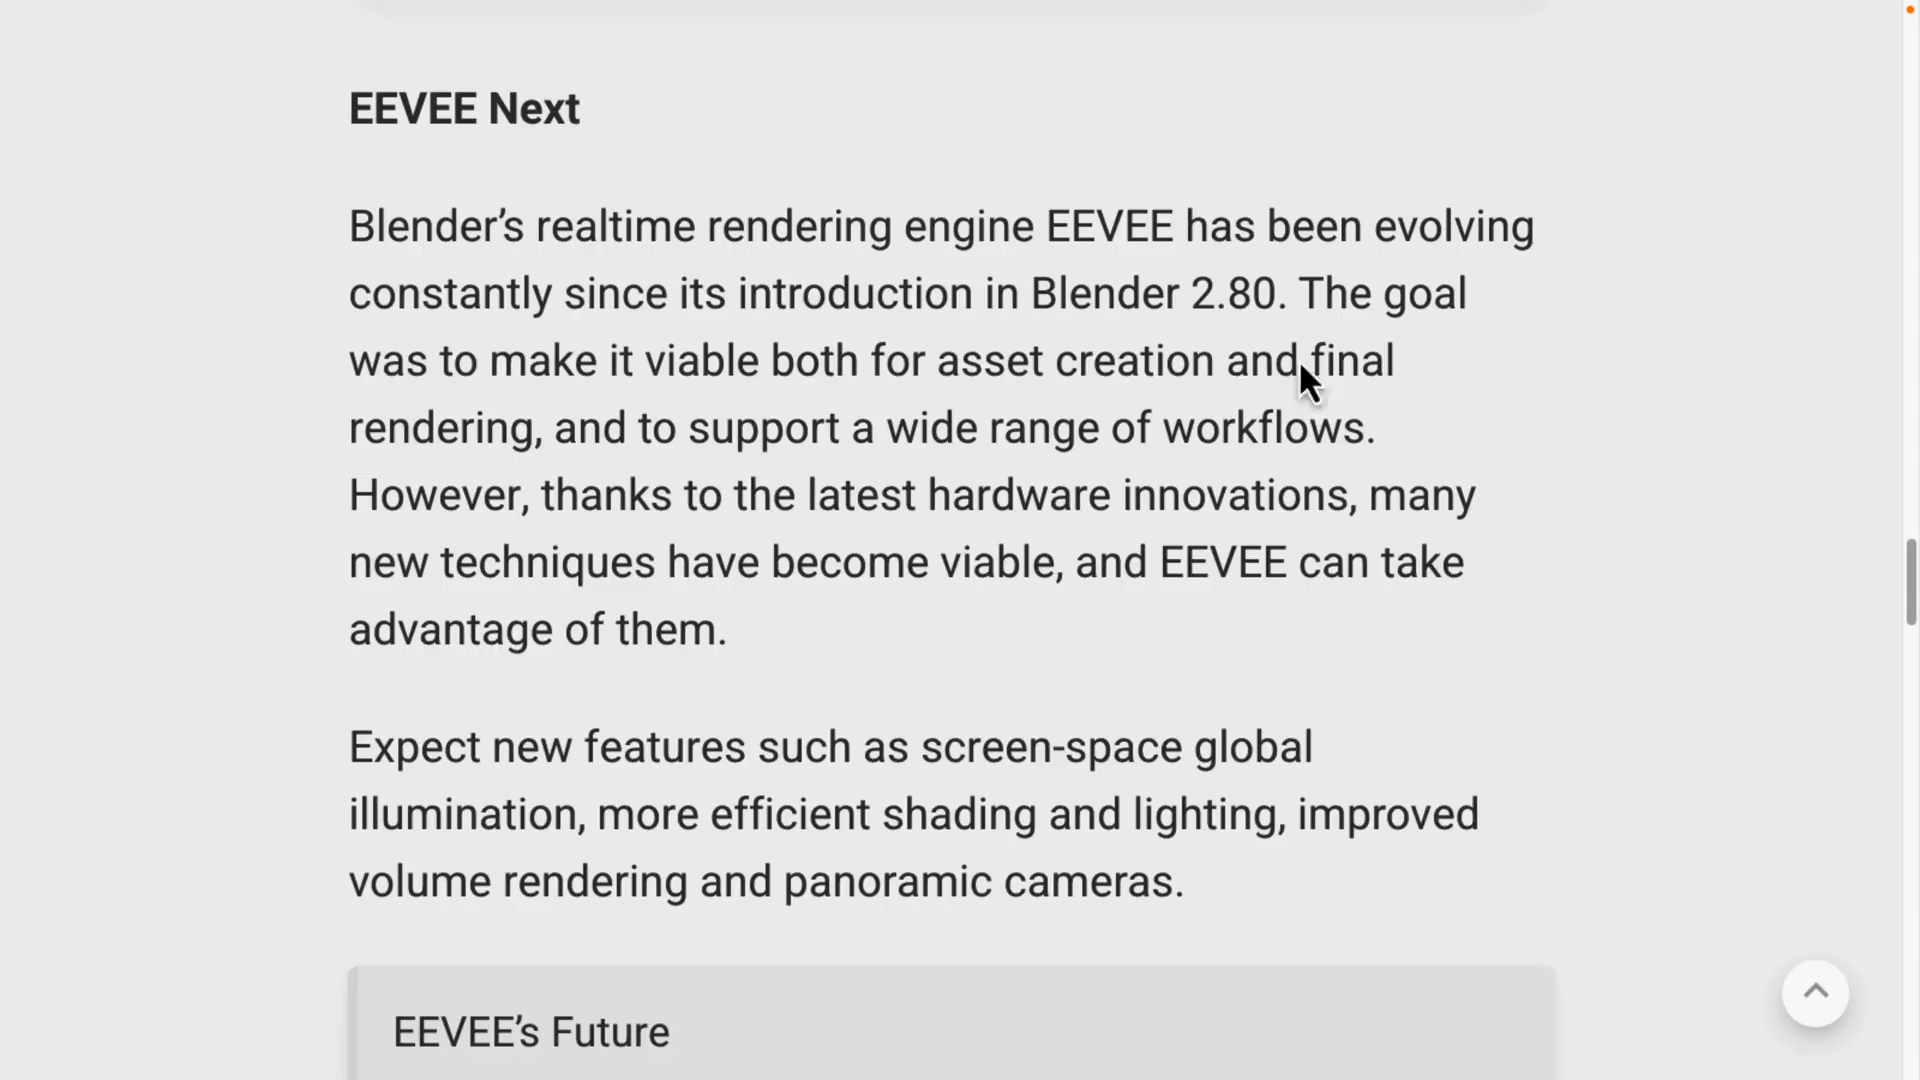 EEVEE Next
Blender’s realtime rendering engine EEVEE has been evolving
constantly since its introduction in Blender 2.80. The goal
was to make it viable both for asset creation and final
rendering, and to support a wide range of workflows.
However, thanks to the latest hardware innovations, many
new techniques have become viable, and EEVEE can take
advantage of them.
Expect new features such as screen-space global
illumination, more efficient shading and lighting, improved
volume rendering and panoramic cameras.
EEVEE’s Future